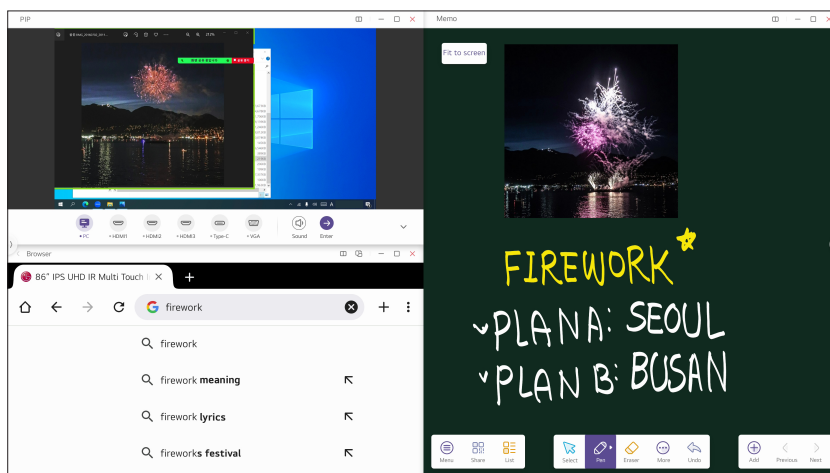 PIP
213%
PC
HDMI1
HDMI2
HDMI3
Type-C
VGA
Sound
Enter
Browser
86" IPS UHD IR Multi Touch
firework
firework
firework meaning
firework lyrics
fireworks festival
Memo
Fit to screen
FIREWORK
PLAN A: SEOUL
PLAN B: BUSAN
Menu
Share
List
Select
Pen
Eraser
More
Undo
Add
Previous
Next